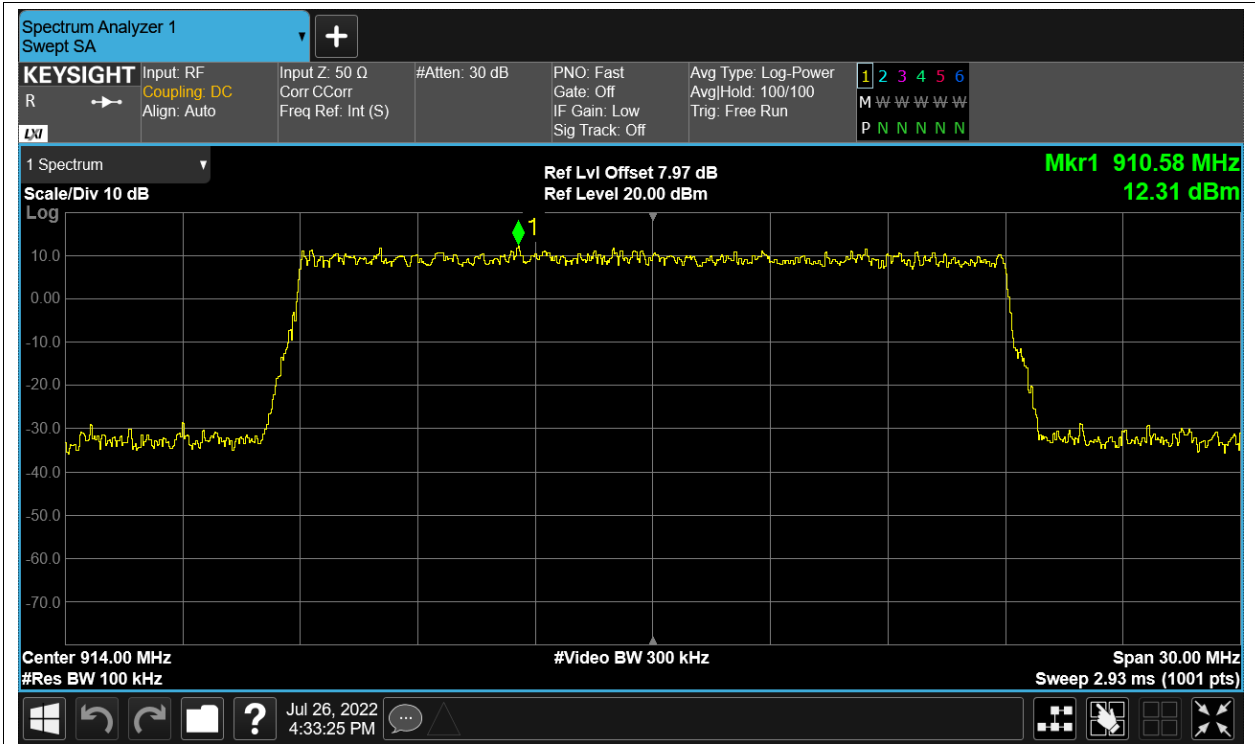 Spectrum Analyzer 1
Swept SA
KEYSIGHT
R
LXI
Input: RF
Coupling: DC
Align: Auto
Input Z: 50 Ω
Corr CCorr
Freq Ref: Int (S)
#Atten: 30 dB
PNO: Fast
Gate: Off
IF Gain: Low
Sig Track: Off
Avg Type: Log-Power
Avg|Hold: 100/100
Trig: Free Run
1 2 3 4 5 6
M W W W W W
P N N N N N
1 Spectrum
Scale/Div 10 dB
Log
Ref Lvl Offset 7.97 dB
Ref Level 20.00 dBm
Mkr1 910.58 MHz
12.31 dBm
1
10.0
0.00
-10.0
-20.0
-30.0
-40.0
-50.0
-60.0
-70.0
Center 914.00 MHz
#Res BW 100 kHz
#Video BW 300 kHz
Span 30.00 MHz
Sweep 2.93 ms (1001 pts)
?
Jul 26, 2022
4:33:25 PM